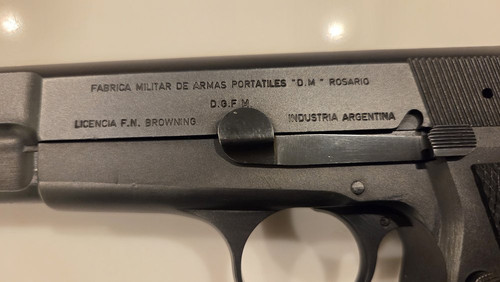 FABRICA MILITAR DE ARMAS PORTATILES "D.M" ROSARIO
D.G.F.M
LICENCIA F.N. BROWNING INDUSTRIA ARGENTINA